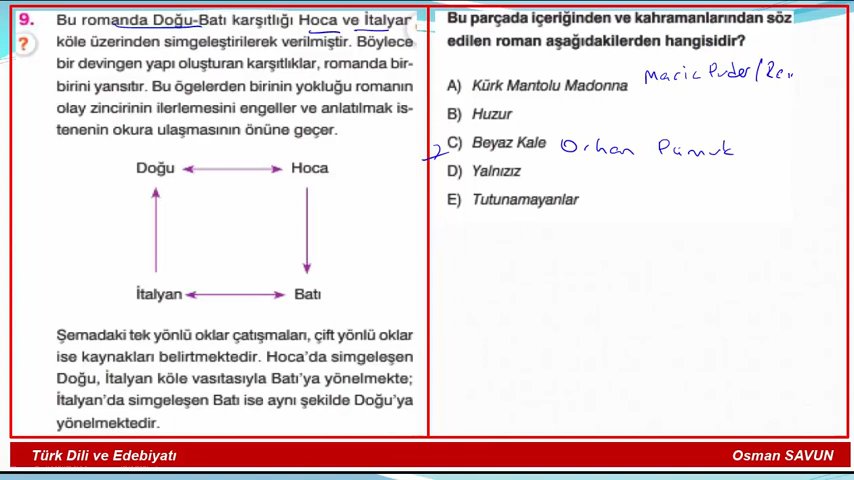 9. Bu romanda Doğu-Batı karşıtlığı Hoca ve İtalyan
köle üzerinden simgeleştirilerek verilmiştir. Böylece
bir devingen yapı oluşturan karşıtlıklar, romanda bir-
birini yansıtır. Bu ögelerden birinin yokluğu romanın
olay zincirinin ilerlemesini engeller ve anlatılmak is-
tenenin okura ulaşmasının önüne geçer.
Doğu Hoca
İtalyan Batı
Şemadaki tek yönlü oklar çatışmaları, çift yönlü oklar
ise kaynakları belirtmektedir. Hoca'da simgeleşen
Doğu, İtalyan köle vasıtasıyla Batı'ya yönelmekte;
İtalyan'da simgeleşen Batı ise aynı şekilde Doğu'ya
yönelmektedir.
Bu parçada içeriğinden ve kahramanlarından söz
edilen roman aşağıdakilerden hangisidir?
A) Kürk Mantolu Madonna Maria Puder/
B) Huzur
C) Beyaz Kale Orhan Pamuk
D) Yalnızız
E) Tutunamayanlar
Türk Dili ve Edebiyatı Osman SAVUN